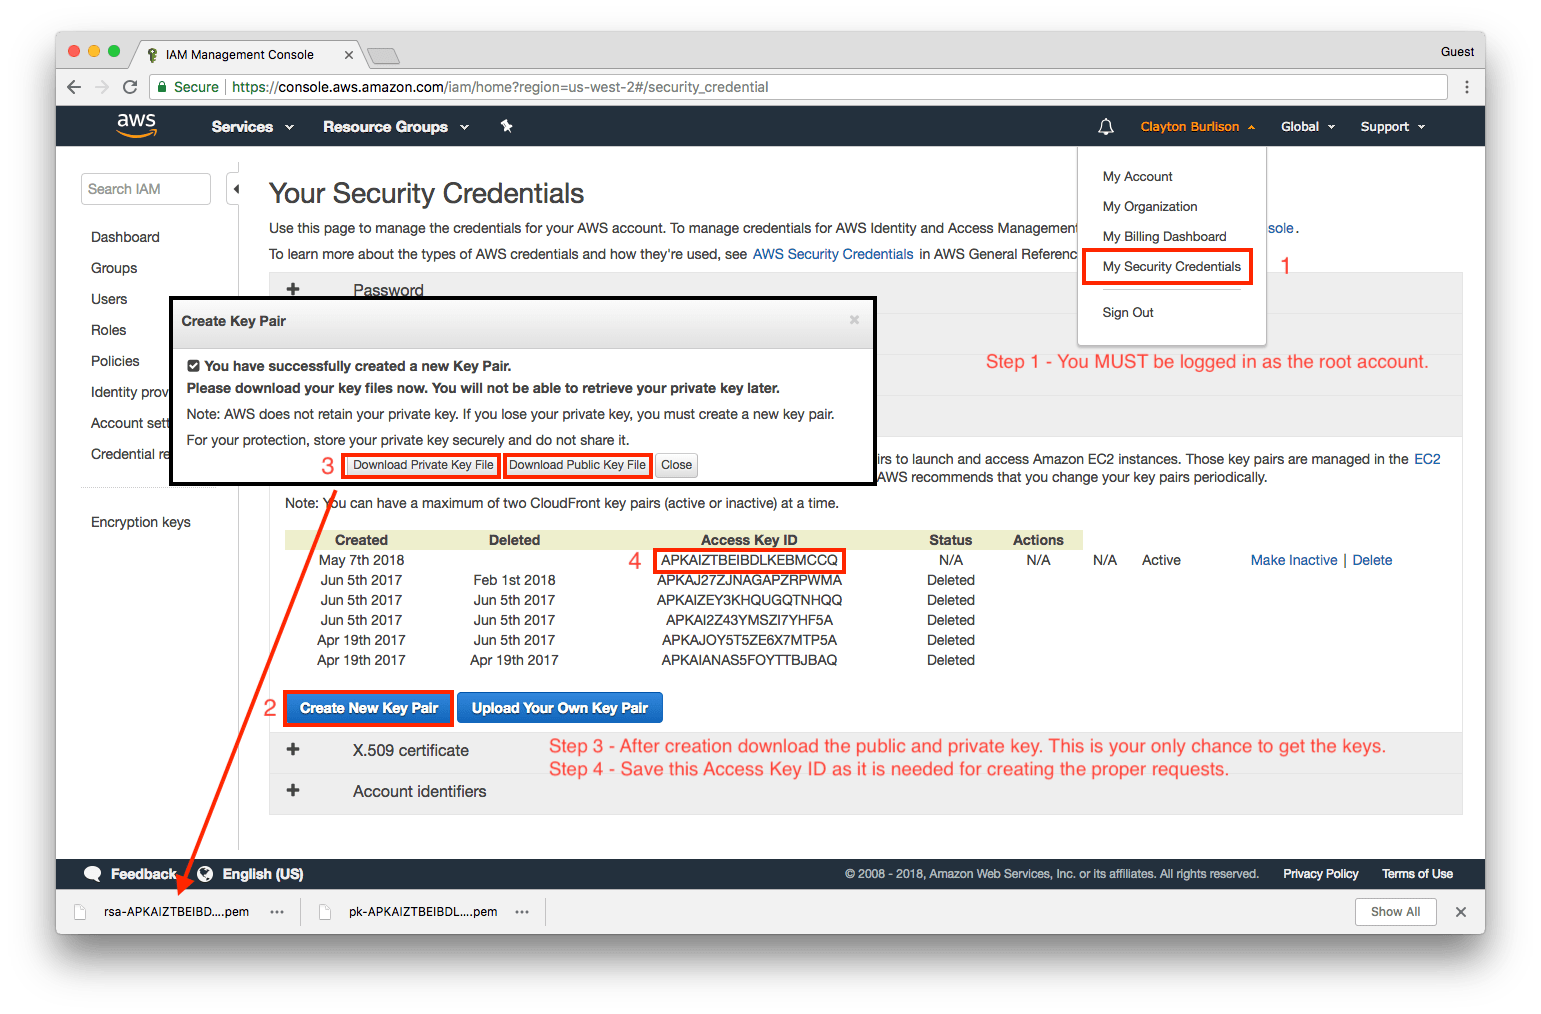 IAM Management Console
Guest
Secure | https://console.aws.amazon.com/iam/home?region=us-west-2#/security_credential
aws Services Resource Groups Clayton Burlison Global Support
Search IAM
Dashboard
Groups
Users
Roles
Policies
Identity prov
Account sett
Credential re
Encryption keys
My Account
My Organization
My Billing Dashboard
My Security Credentials
1
Sign Out
Your Security Credentials
Use this page to manage the credentials for your AWS account. To manage credentials for AWS Identity and Access Management sole.
To learn more about the types of AWS credentials and how they're used, see AWS Security Credentials in AWS General Referenc
Password
Step 1 - You MUST be logged in as the root account.
Create Key Pair
You have successfully created a new Key Pair.
Please download your key files now. You will not be able to retrieve your private key later.
Note: AWS does not retain your private key. If you lose your private key, you must create a new key pair.
For your protection, store your private key securely and do not share it.
3 Download Private Key File Download Public Key File Close
irs to launch and access Amazon EC2 instances. Those key pairs are managed in the EC2
AWS recommends that you change your key pairs periodically.
Note: You can have a maximum of two CloudFront key pairs (active or inactive) at a time.
Created Deleted Access Key ID Status Actions
May 7th 2018 4 APKAIZTBEIBDLKEBMCCQ N/A N/A N/A Active Make Inactive | Delete
Jun 5th 2017 Feb 1st 2018 APKAJ27ZJNAGAPZRPWMA Deleted
Jun 5th 2017 Jun 5th 2017 APKAIZEY3KHQUGQTNHQQ Deleted
Jun 5th 2017 Jun 5th 2017 APKAI2Z43YMSZI7YHF5A Deleted
Apr 19th 2017 Jun 5th 2017 APKAJOY5T5ZE6X7MTP5A Deleted
Apr 19th 2017 Apr 19th 2017 APKAIANAS5FOYTTBJBAQ Deleted
2 Create New Key Pair Upload Your Own Key Pair
X.509 certificate
Step 3 - After creation download the public and private key. This is your only chance to get the keys.
Step 4 - Save this Access Key ID as it is needed for creating the proper requests.
Account identifiers
Feedback English (US) © 2008 - 2018, Amazon Web Services, Inc. or its affiliates. All rights reserved. Privacy Policy Terms of Use
rsa-APKAIZTBEIBD....pem pk-APKAIZTBEIBDL....pem Show All